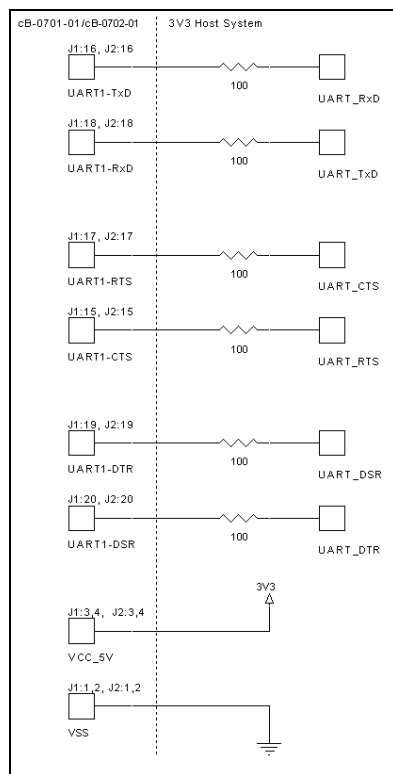 cB-0701-01/cB-0702-01 3V3 Host System
J1:16, J2:16
100
UART1-TxD UART_RxD
J1:18, J2:18
100
UART1-RxD UART_TxD
J1:17, J2:17
100
UART1-RTS UART_CTS
J1:15, J2:15
100
UART1-CTS UART_RTS
J1:19, J2:19
100
UART1-DTR UART_DSR
J1:20, J2:20
100
UART1-DSR UART_DTR
3V3
J1:3,4, J2:3,4
VCC_5V
J1:1,2, J2:1,2
VSS